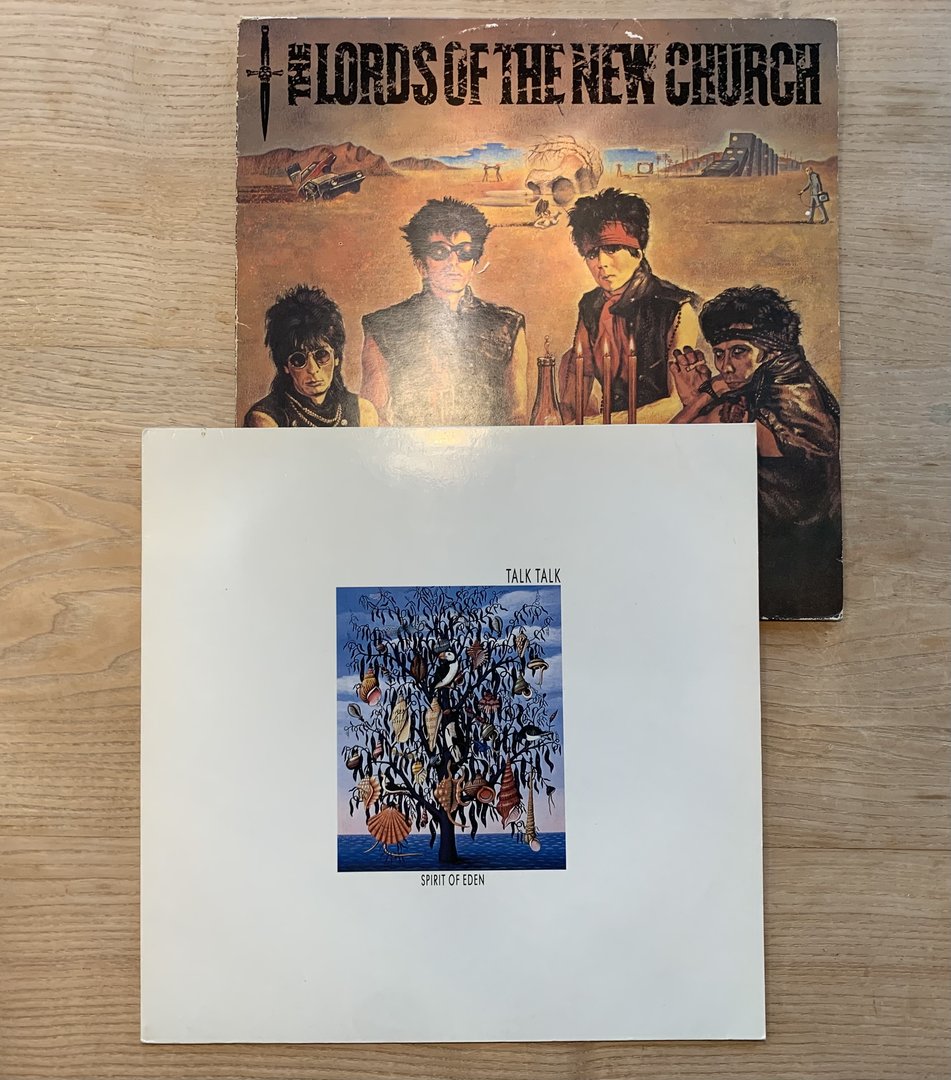 THE LORDS OF THE NEW CHURCH
TALK TALK
SPIRIT OF EDEN